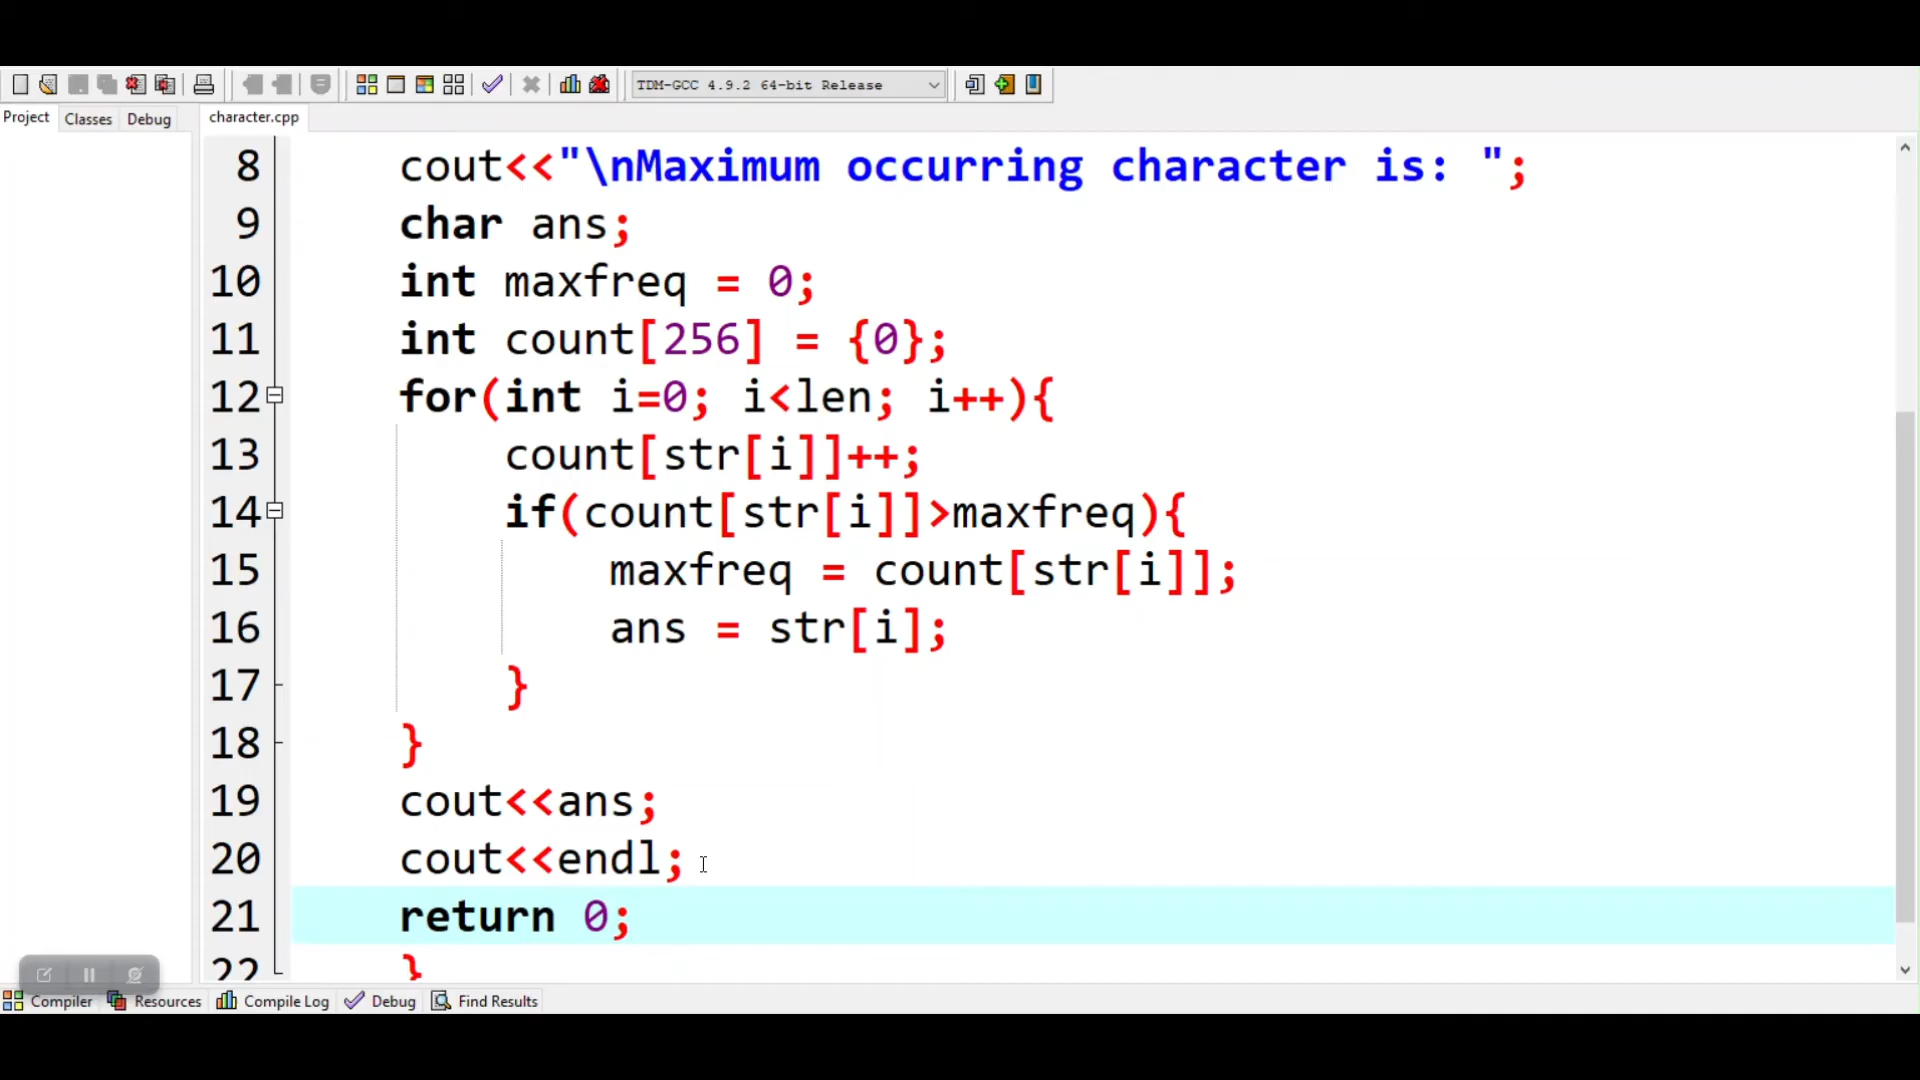 TDM-GCC 4.9.2 64-bit Release
Project Classes Debug character.cpp
8 cout<<"\nMaximum occurring character is: ";
9 char ans;
10 int maxfreq = 0;
11 int count[256] = {0};
12 for(int i=0; i<len; i++){
13 count[str[i]]++;
14 if(count[str[i]]>maxfreq){
15 maxfreq = count[str[i]];
16 ans = str[i];
17 }
18 }
19 cout<<ans;
20 cout<<endl;
21 return 0;
22 }
Compiler Resources Compile Log Debug Find Results